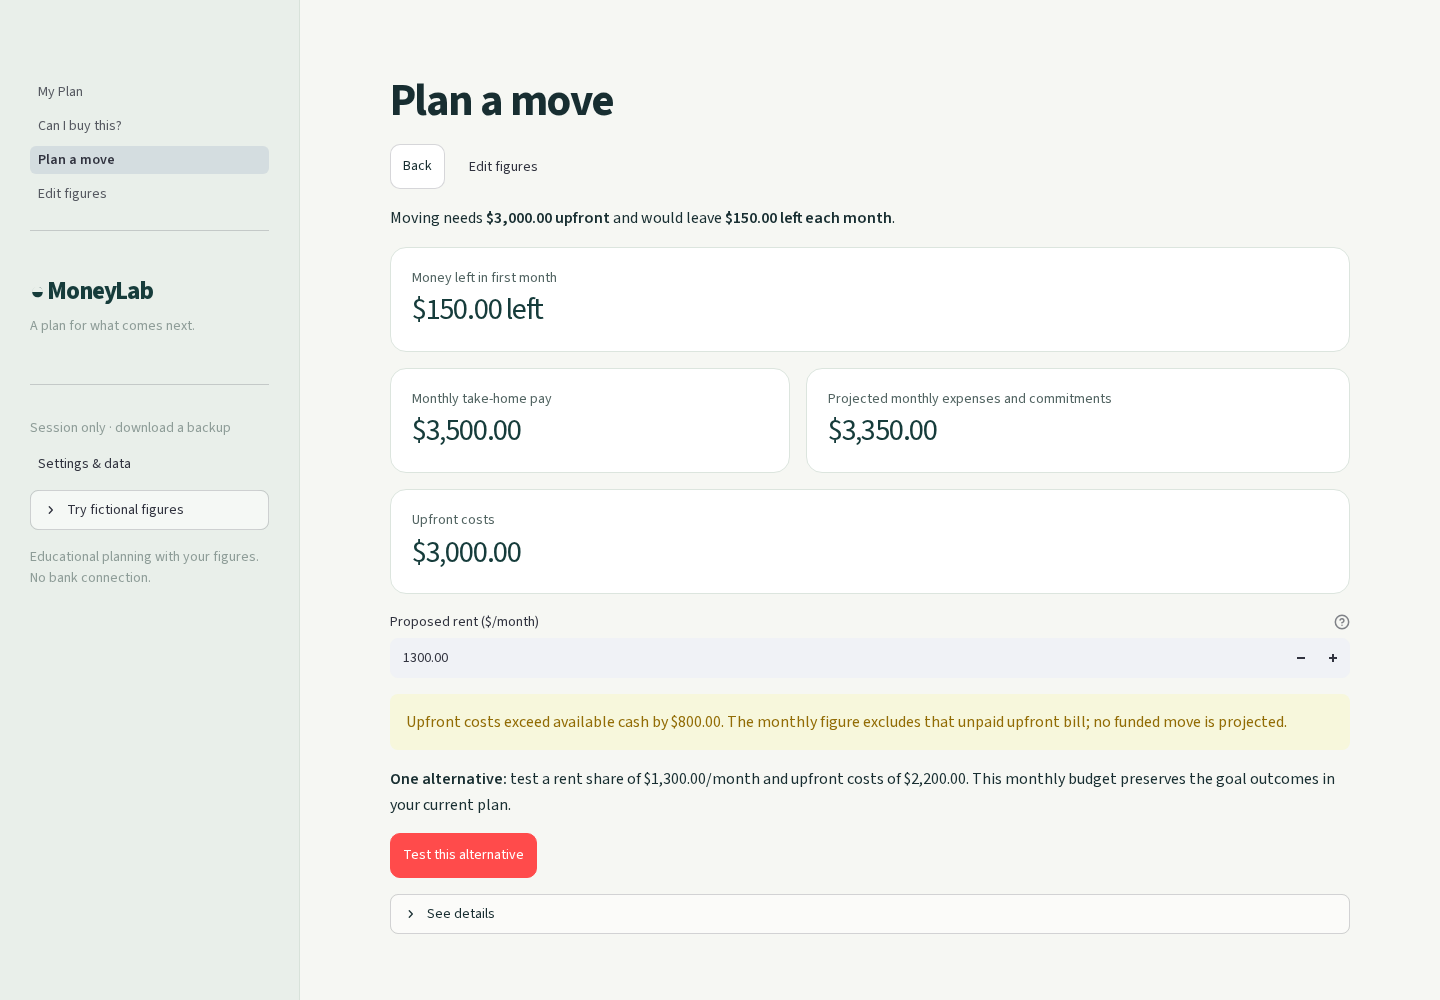 My Plan
Can I buy this?
Plan a move
Edit figures
MoneyLab
A plan for what comes next.
Session only · download a backup
Settings & data
Try fictional figures
Educational planning with your figures.
No bank connection.
Plan a move
Back
Edit figures
Moving needs $3,000.00 upfront and would leave $150.00 left each month.
Money left in first month
$150.00 left
Monthly take-home pay
$3,500.00
Projected monthly expenses and commitments
$3,350.00
Upfront costs
$3,000.00
Proposed rent ($/month)
1300.00
Upfront costs exceed available cash by $800.00. The monthly figure excludes that unpaid upfront bill; no funded move is projected.
One alternative: test a rent share of $1,300.00/month and upfront costs of $2,200.00. This monthly budget preserves the goal outcomes in
your current plan.
Test this alternative
See details